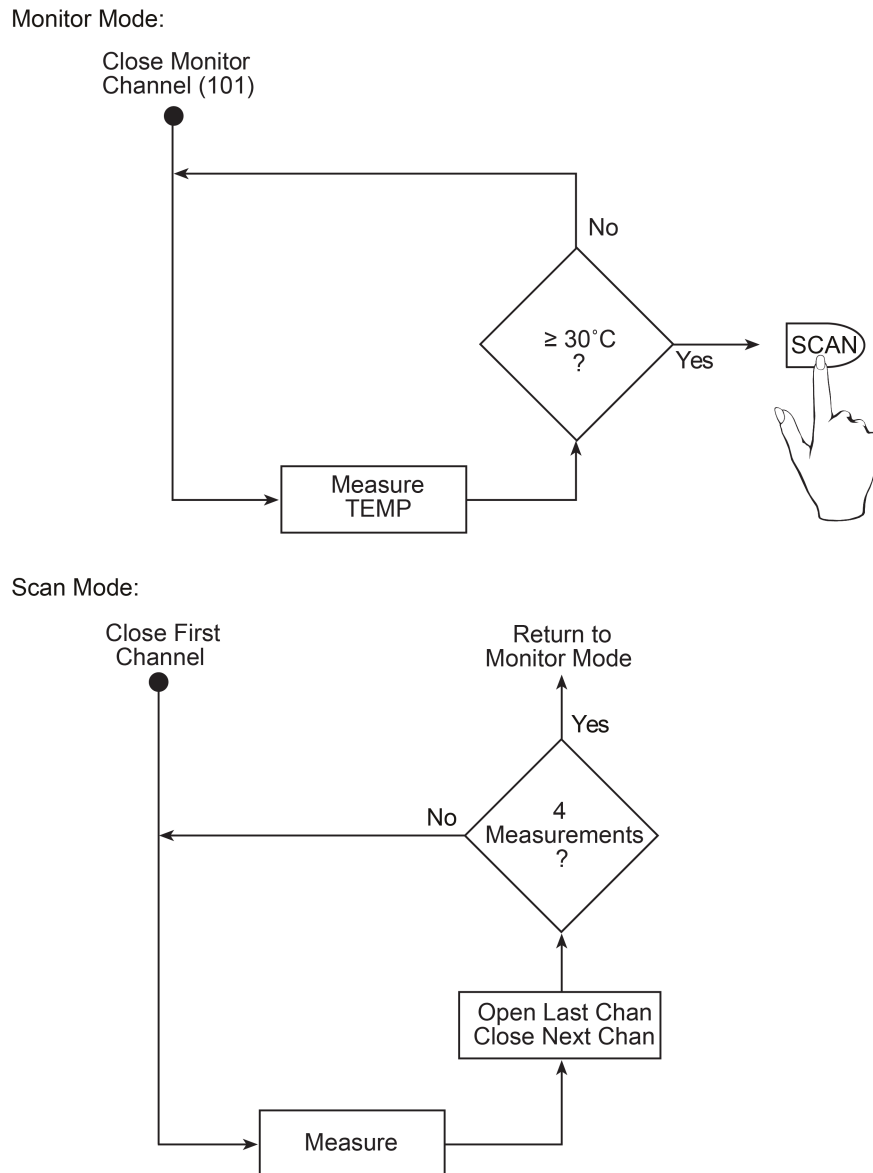 Monitor Mode:
Close Monitor
Channel (101)
No
≥ 30˚C
?
Yes
SCAN
Measure
TEMP
Scan Mode:
Close First
Channel
Return to
Monitor Mode
Yes
No
4
Measurements
?
Open Last Chan
Close Next Chan
Measure